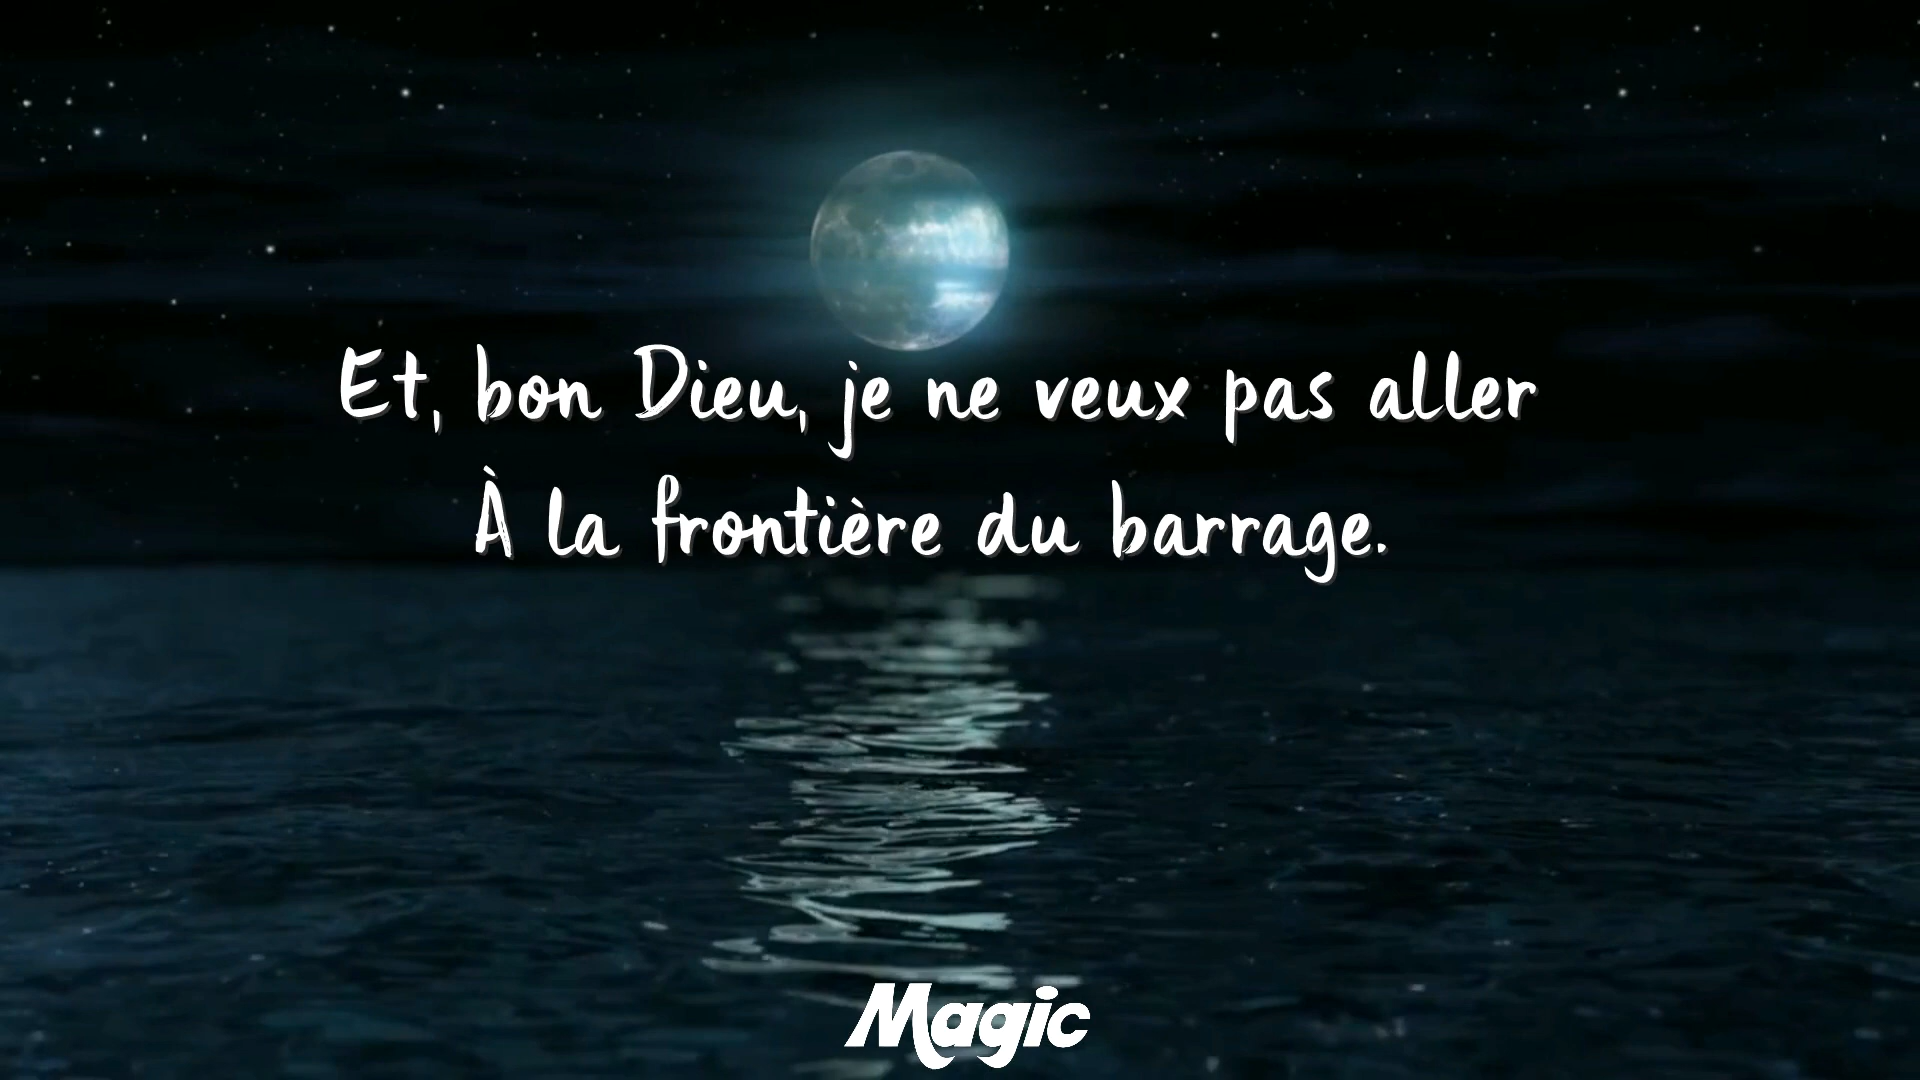 Et, bon Dieu, je ne veux pas aller
À la frontière du barrage.
Magic